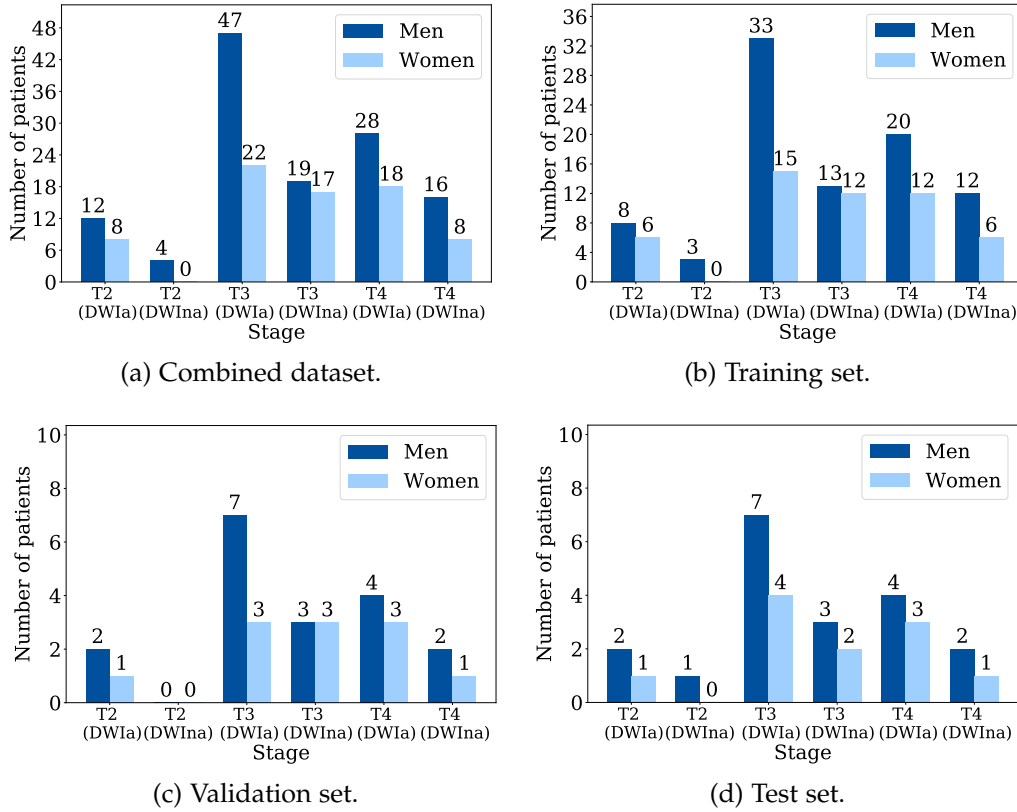 47
48
42
36
30
24
18
12
6
0
Number of patients
Men
Women
12
8
4
0
22
19
17
28
18
16
8
T2 T2 T3 T3 T4 T4
(DWIa) (DWIna) (DWIa) (DWIna) (DWIa) (DWIna)
Stage
(a) Combined dataset.
36
32
28
24
20
16
12
8
4
0
Number of patients
Men
Women
8
6
3
0
33
15
13
12
20
12
12
6
T2 T2 T3 T3 T4 T4
(DWIa) (DWIna) (DWIa) (DWIna) (DWIa) (DWIna)
Stage
(b) Training set.
10
8
6
4
2
0
Number of patients
Men
Women
2
1
0
0
7
3
3
3
4
3
2
1
T2 T2 T3 T3 T4 T4
(DWIa) (DWIna) (DWIa) (DWIna) (DWIa) (DWIna)
Stage
(c) Validation set.
10
8
6
4
2
0
Number of patients
Men
Women
2
1
1
0
7
4
3
2
4
3
2
1
T2 T2 T3 T3 T4 T4
(DWIa) (DWIna) (DWIa) (DWIna) (DWIa) (DWIna)
Stage
(d) Test set.